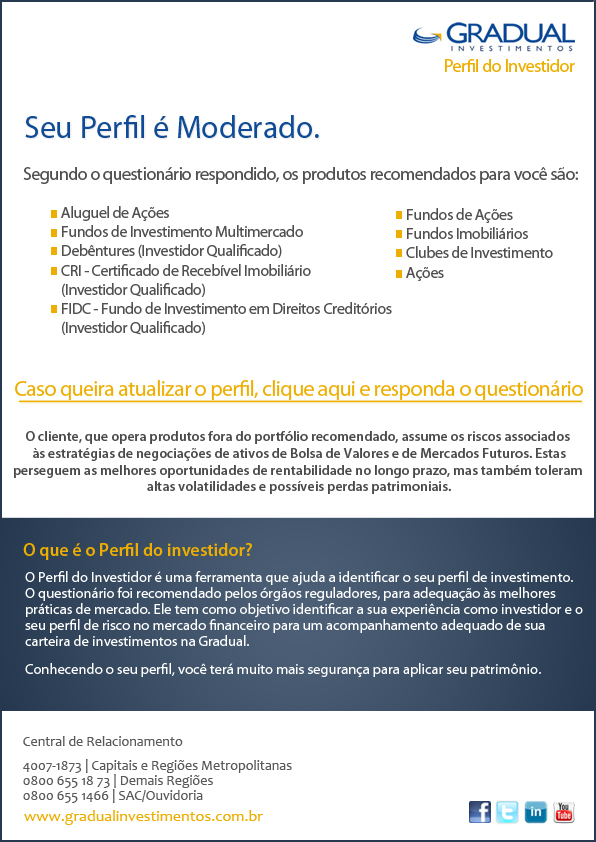 GRADUAL
INVESTIMENTOS
Perfil do Investidor
Seu Perfil é Moderado.
Segundo o questionário respondido, os produtos recomendados para você são:
Aluguel de Ações
Fundos de Investimento Multimercado
Debêntures (Investidor Qualificado)
CRI - Certificado de Recebível Imobiliário
(Investidor Qualificado)
FIDC - Fundo de Investimento em Direitos Creditórios
(Investidor Qualificado)
Fundos de Ações
Fundos Imobiliários
Clubes de Investimento
Ações
Caso queira atualizar o perfil, clique aqui e responda o questionário
O cliente, que opera produtos fora do portfólio recomendado, assume os riscos associados
às estratégias de negociações de ativos de Bolsa de Valores e de Mercados Futuros. Estas
perseguem as melhores oportunidades de rentabilidade no longo prazo, mas também toleram
altas volatilidades e possíveis perdas patrimoniais.
O que é o Perfil do investidor?
O Perfil do Investidor é uma ferramenta que ajuda a identificar o seu perfil de investimento.
O questionário foi recomendado pelos órgãos reguladores, para adequação às melhores
práticas de mercado. Ele tem como objetivo identificar a sua experiência como investidor e o
seu perfil de risco no mercado financeiro para um acompanhamento adequado de sua
carteira de investimentos na Gradual.
Conhecendo o seu perfil, você terá muito mais segurança para aplicar seu patrimônio.
Central de Relacionamento
4007-1873 | Capitais e Regiões Metropolitanas
0800 655 18 73 | Demais Regiões
0800 655 1466 | SAC/Ouvidoria
www.gradualinvestimentos.com.br
f t in You Tube